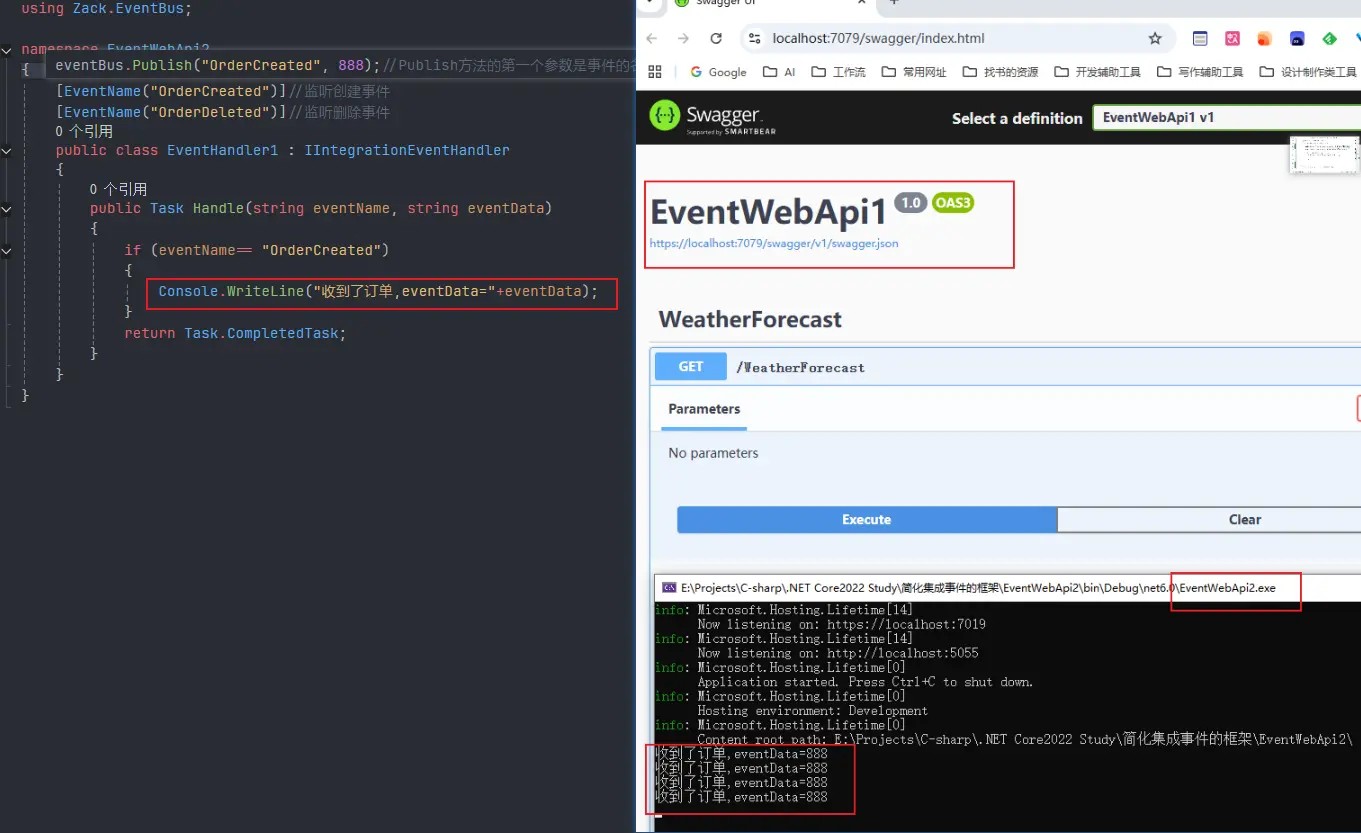 using Zack.EventBus;
namespace EventWebApi2
{
eventBus.Publish("OrderCreated", 888);//Publish方法的第一个参数是事件的
[EventName("OrderCreated")]//监听创建事件
[EventName("OrderDeleted")]//监听删除事件
0 个引用
public class EventHandler1 : IIntegrationEventHandler
{
0 个引用
public Task Handle(string eventName, string eventData)
{
if (eventName== "OrderCreated")
{
Console.WriteLine("收到了订单,eventData="+eventData);
}
return Task.CompletedTask;
}
}
}
Swagger UI
localhost:7079/swagger/index.html
Google
AI
工作流
常用网址
找书的资源
开发辅助工具
写作辅助工具
设计制作类工具
Swagger.
Supported by SMARTBEAR
Select a definition
EventWebApi1 v1
EventWebApi1 1.0 OAS3
https://localhost:7079/swagger/v1/swagger.json
WeatherForecast
GET /WeatherForecast
Parameters
No parameters
Execute
Clear
E:\Projects\C-sharp\.NET Core2022 Study\简化集成事件的框架\EventWebApi2\bin\Debug\net6.0\EventWebApi2.exe
info: Microsoft.Hosting.Lifetime[14]
Now listening on: https://localhost:7019
info: Microsoft.Hosting.Lifetime[14]
Now listening on: http://localhost:5055
info: Microsoft.Hosting.Lifetime[0]
Application started. Press Ctrl+C to shut down.
info: Microsoft.Hosting.Lifetime[0]
Hosting environment: Development
info: Microsoft.Hosting.Lifetime[0]
Content root path: E:\Projects\C-sharp\.NET Core2022 Study\简化集成事件的框架\EventWebApi2\
收到了订单,eventData=888
收到了订单,eventData=888
收到了订单,eventData=888
收到了订单,eventData=888